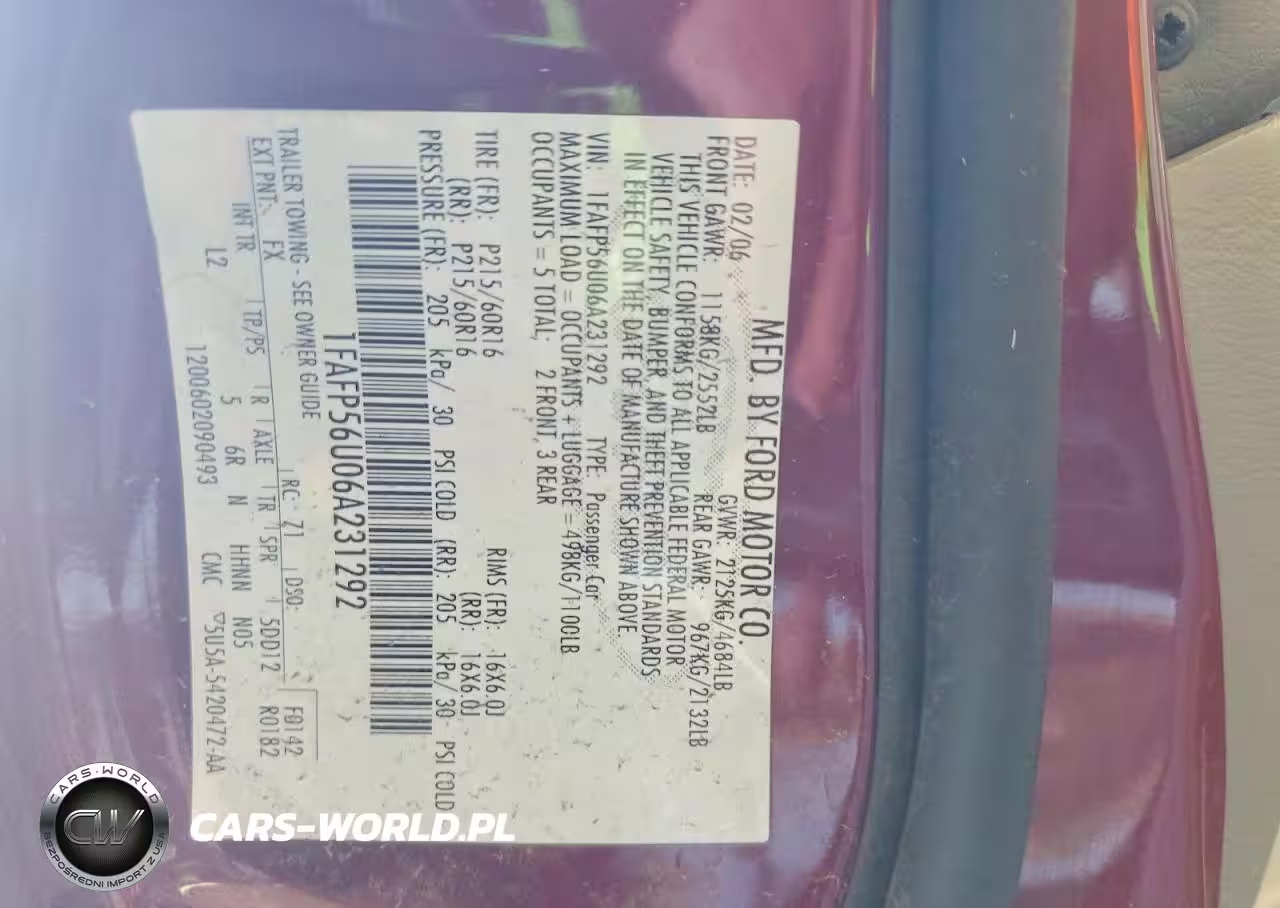 MFD. BY FORD MOTOR CO.
DATE: 02/06 GVWR: 2125KG/4684LB
FRONT GAWR: 1158KG/2552LB REAR GAWR: 967KG/2132LB
THIS VEHICLE CONFORMS TO ALL APPLICABLE FEDERAL MOTOR
VEHICLE SAFETY, BUMPER, AND THEFT PREVENTION STANDARDS
IN EFFECT ON THE DATE OF MANUFACTURE SHOWN ABOVE.
VIN: 1FAFP56U06A231292 TYPE: Passenger Car
MAXIMUM LOAD = OCCUPANTS + LUGGAGE = 498KG/1100LB
OCCUPANTS = 5 TOTAL; 2 FRONT, 3 REAR
TIRE (FR): P215/60R16 RIMS (FR): 16X6.0J
(RR): P215/60R16 (RR): 16X6.0J
PRESSURE (FR): 205 kPa/ 30 PSI COLD (RR): 205 kPa/ 30 PSI COLD
1FAFP56U06A231292
TRAILER TOWING - SEE OWNER GUIDE
F0142
EXT PNT: FX RC: 71 DSO: R0182
INT TR TP/PS R AXLE TR SPR 5DD12
L2 5 6R N HHNN N05
1200602090493 CMC ▽5U5A-5420472-AA
CARS-WORLD
CW
BEZPOŚREDNI IMPORT Z USA
CARS-WORLD.PL